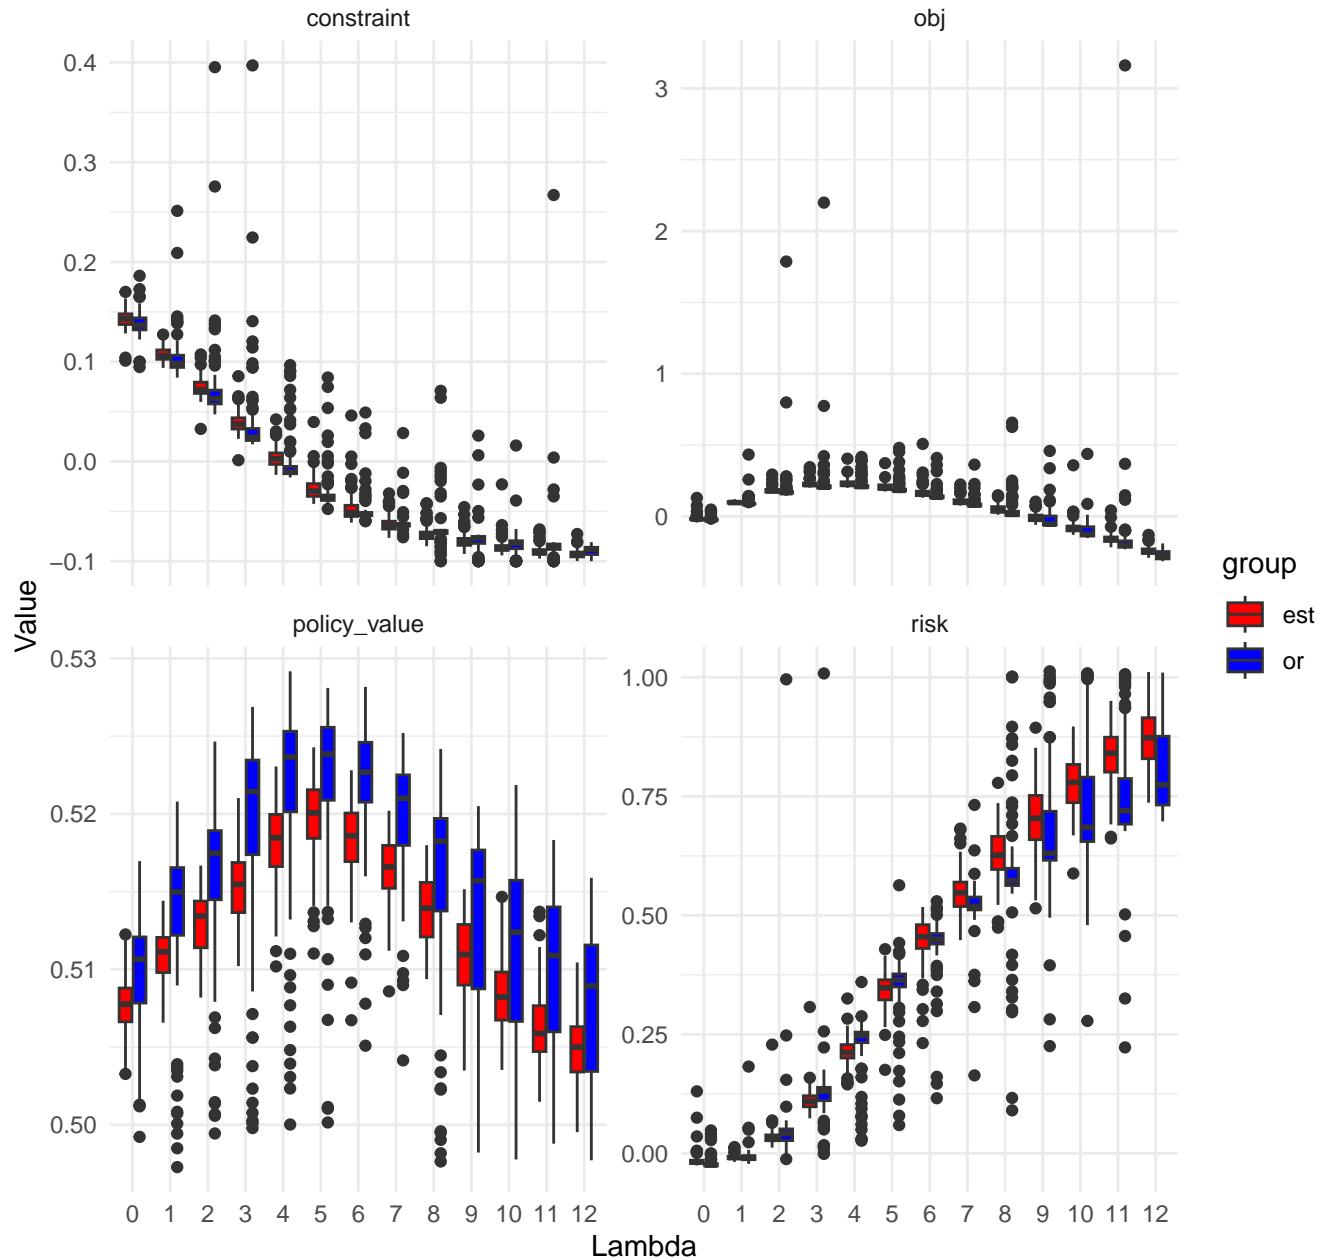 constraint
obj
0.4
0.3
0.2
0.1
0.0
−0.1
3
2
1
0
Value
policy_value
risk
0.53
0.52
0.51
0.50
1.00
0.75
0.50
0.25
0.00
0 1 2 3 4 5 6 7 8 9 10 11 12
0 1 2 3 4 5 6 7 8 9 10 11 12
Lambda
group
est
or